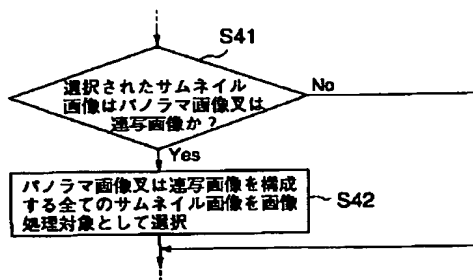 S41
選択されたサムネイル
画像はパノラマ画像又は
連写画像か?
No
Yes
パノラマ画像又は連写画像を構成
する全てのサムネイル画像を画像
処理対象として選択
S42